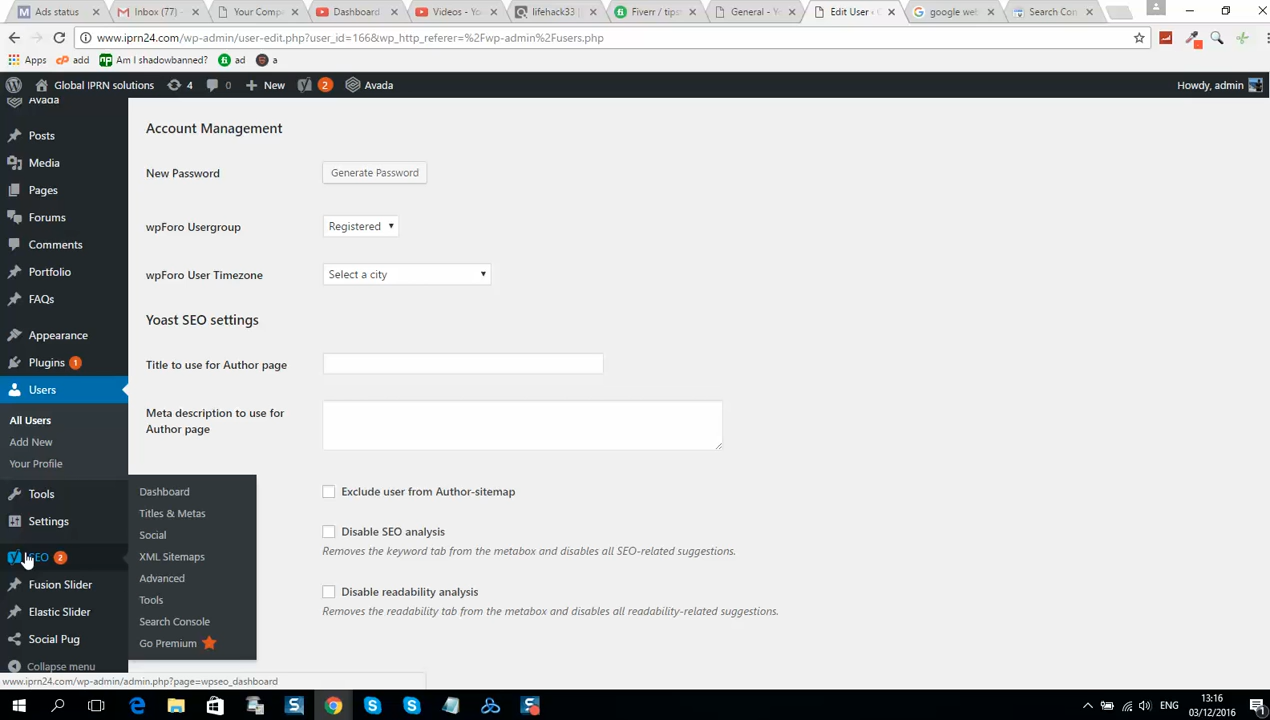 Ads status
Inbox (77)
Your Compe
Dashboard
Videos - You
lifehack33
Fiverr / tips
General - We
Edit User ‹ G
google web
Search Con
www.iprn24.com/wp-admin/user-edit.php?user_id=166&wp_http_referer=%2Fwp-admin%2Fusers.php
Apps
add
Am I shadowbanned?
ad
a
Global IPRN solutions
4
0
New
2
Avada
Howdy, admin
Avada
Posts
Media
Pages
Forums
Comments
Portfolio
FAQs
Appearance
Plugins 1
Users
All Users
Add New
Your Profile
Tools
Settings
SEO 2
Fusion Slider
Elastic Slider
Social Pug
Collapse menu
Dashboard
Titles & Metas
Social
XML Sitemaps
Advanced
Tools
Search Console
Go Premium
Account Management
New Password
Generate Password
wpForo Usergroup
Registered
wpForo User Timezone
Select a city
Yoast SEO settings
Title to use for Author page
Meta description to use for
Author page
Exclude user from Author-sitemap
Disable SEO analysis
Removes the keyword tab from the metabox and disables all SEO-related suggestions.
Disable readability analysis
Removes the readability tab from the metabox and disables all readability-related suggestions.
www.iprn24.com/wp-admin/admin.php?page=wpseo_dashboard
ENG
13:16
03/12/2016